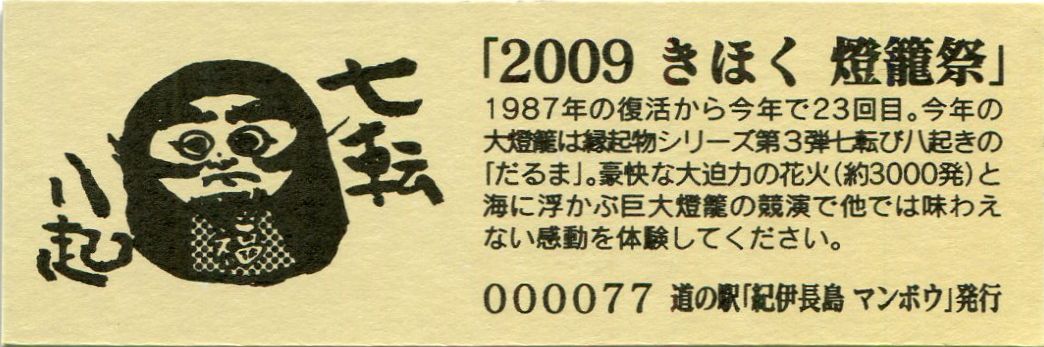 七転
八起
「2009 きほく 燈籠祭」
1987年の復活から今年で23回目。今年の
大燈籠は縁起物シリーズ第3弾七転び八起きの
「だるま」。豪快な大迫力の花火(約3000発)と
海に浮かぶ巨大燈籠の競演で他では味わえ
ない感動を体験してください。
000077 道の駅「紀伊長島 マンボウ」発行
福